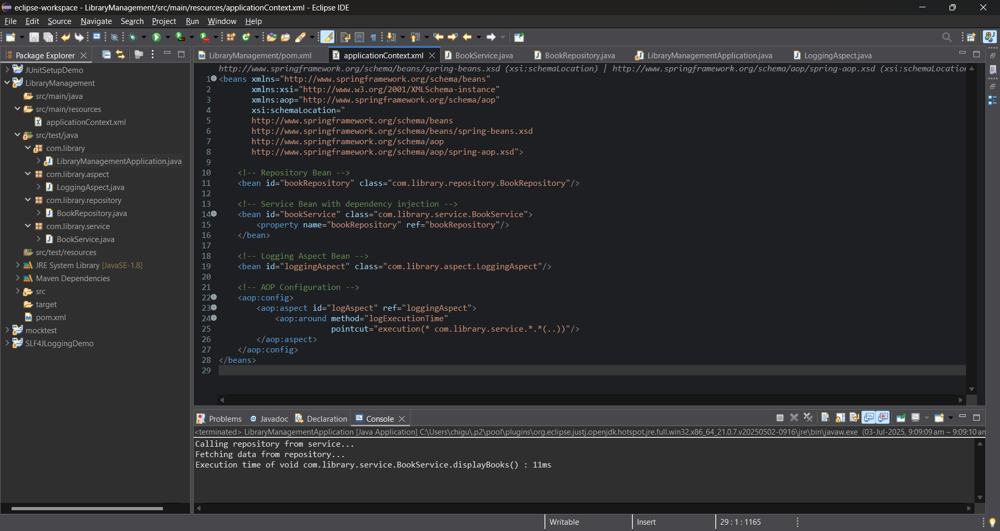 eclipse-workspace - LibraryManagement/src/main/resources/applicationContext.xml - Eclipse IDE
File Edit Source Navigate Search Project Run Window Help
Package Explorer
JUnitSetupDemo
LibraryManagement
src/main/java
src/main/resources
applicationContext.xml
src/test/java
com.library
LibraryManagementApplication.java
com.library.aspect
LoggingAspect.java
com.library.repository
BookRepository.java
com.library.service
BookService.java
src/test/resources
JRE System Library [JavaSE-1.8]
Maven Dependencies
src
target
pom.xml
mocktest
SLF4JLoggingDemo
LibraryManagement/pom.xml applicationContext.xml BookService.java BookRepository.java LibraryManagementApplication.java LoggingAspect.java
http://www.springframework.org/schema/beans/spring-beans.xsd (xsi:schemaLocation) | http://www.springframework.org/schema/aop/spring-aop.xsd (xsi:schemaLocation
1 <beans xmlns="http://www.springframework.org/schema/beans"
2 xmlns:xsi="http://www.w3.org/2001/XMLSchema-instance"
3 xmlns:aop="http://www.springframework.org/schema/aop"
4 xsi:schemaLocation="
5 http://www.springframework.org/schema/beans
6 http://www.springframework.org/schema/beans/spring-beans.xsd
7 http://www.springframework.org/schema/aop
8 http://www.springframework.org/schema/aop/spring-aop.xsd">
9
10 <!-- Repository Bean -->
11 <bean id="bookRepository" class="com.library.repository.BookRepository"/>
12
13 <!-- Service Bean with dependency injection -->
14 <bean id="bookService" class="com.library.service.BookService">
15 <property name="bookRepository" ref="bookRepository"/>
16 </bean>
17
18 <!-- Logging Aspect Bean -->
19 <bean id="loggingAspect" class="com.library.aspect.LoggingAspect"/>
20
21 <!-- AOP Configuration -->
22 <aop:config>
23 <aop:aspect id="logAspect" ref="loggingAspect">
24 <aop:around method="logExecutionTime"
25 pointcut="execution(* com.library.service.*.*(..))"/>
26 </aop:aspect>
27 </aop:config>
28 </beans>
29
Problems Javadoc Declaration Console
<terminated> LibraryManagementApplication [Java Application] C:\Users\chigu\.p2\pool\plugins\org.eclipse.justj.openjdk.hotspot.jre.full.win32.x86_64_21.0.7.v20250502-0916\jre\bin\javaw.exe (03-Jul-2025, 9:09:09 am – 9:09:10 am
Calling repository from service...
Fetching data from repository...
Execution time of void com.library.service.BookService.displayBooks() : 11ms
Writable Insert 29 : 1 : 1165